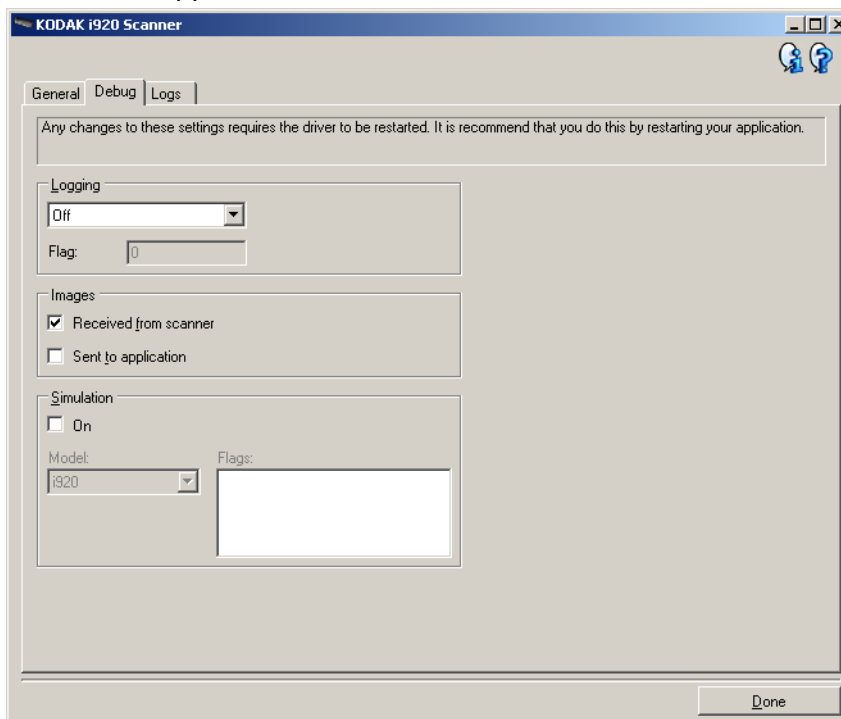 KODAK i920 Scanner
General Debug Logs
Any changes to these settings requires the driver to be restarted. It is recommend that you do this by restarting your application.
Logging
Off
Flag: 0
Images
Received from scanner
Sent to application
Simulation
On
Model: Flags:
i920
Done